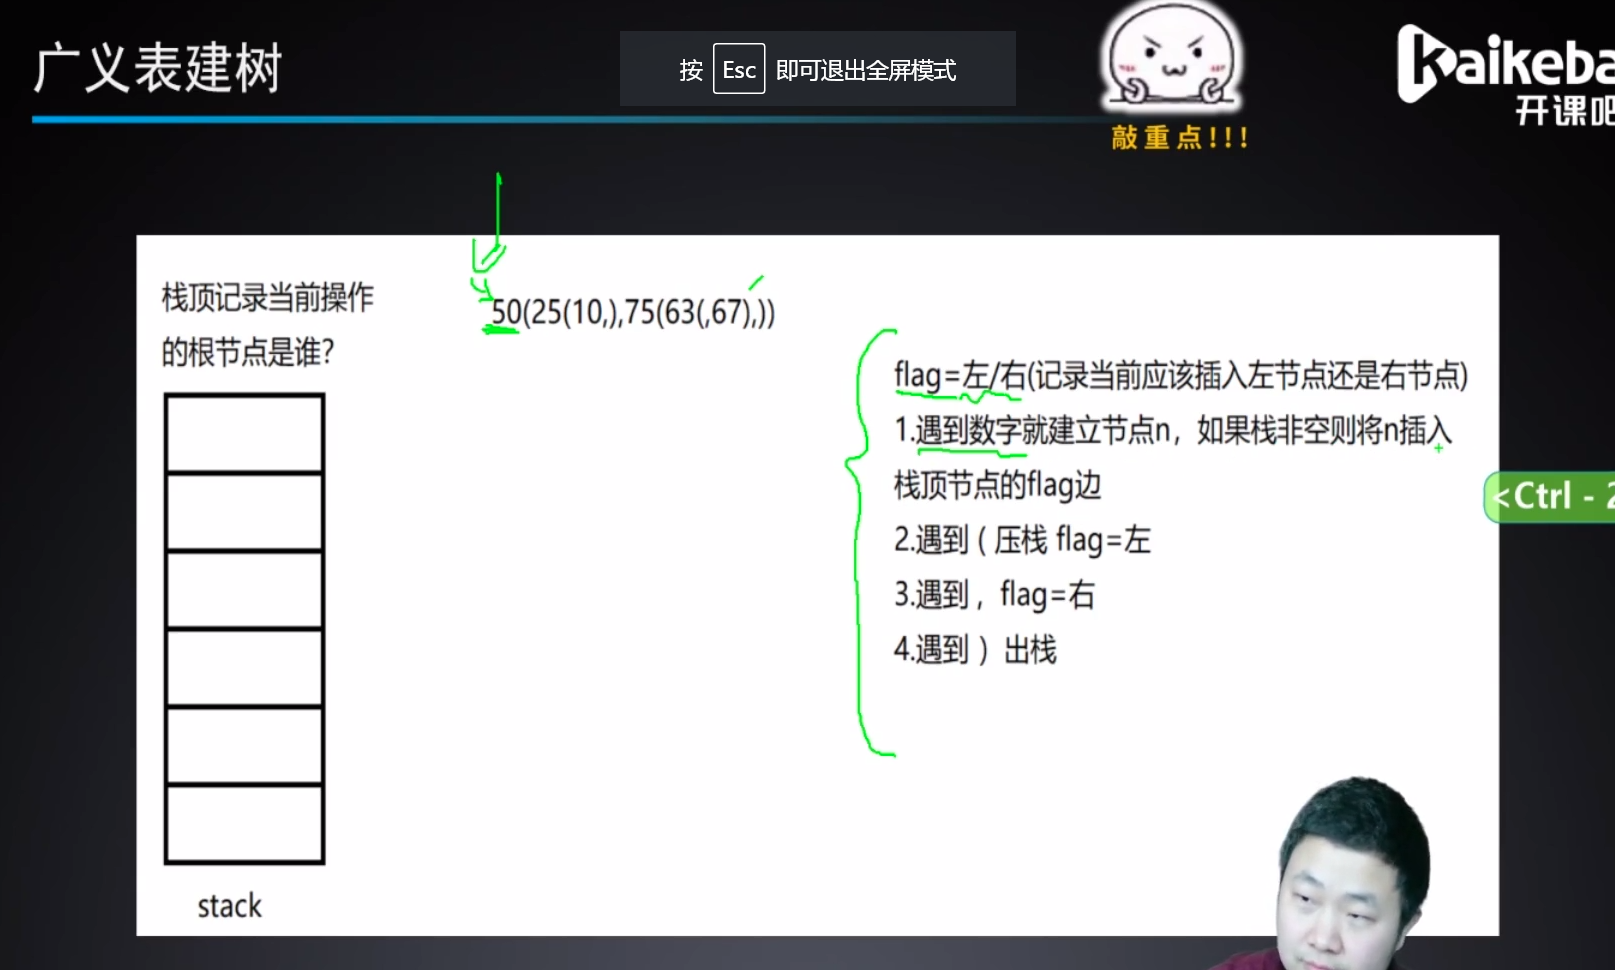 广义表建树
按 Esc 即可退出全屏模式
敲重点!!!
Kaikeba
开课吧
栈顶记录当前操作
的根节点是谁?
50(25(10,),75(63(,67),))
flag=左/右(记录当前应该插入左节点还是右节点)
1.遇到数字就建立节点n，如果栈非空则将n插入
栈顶节点的flag边
2.遇到 ( 压栈 flag=左
3.遇到 ，flag=右
4.遇到 ）出栈
<Ctrl - 2
stack